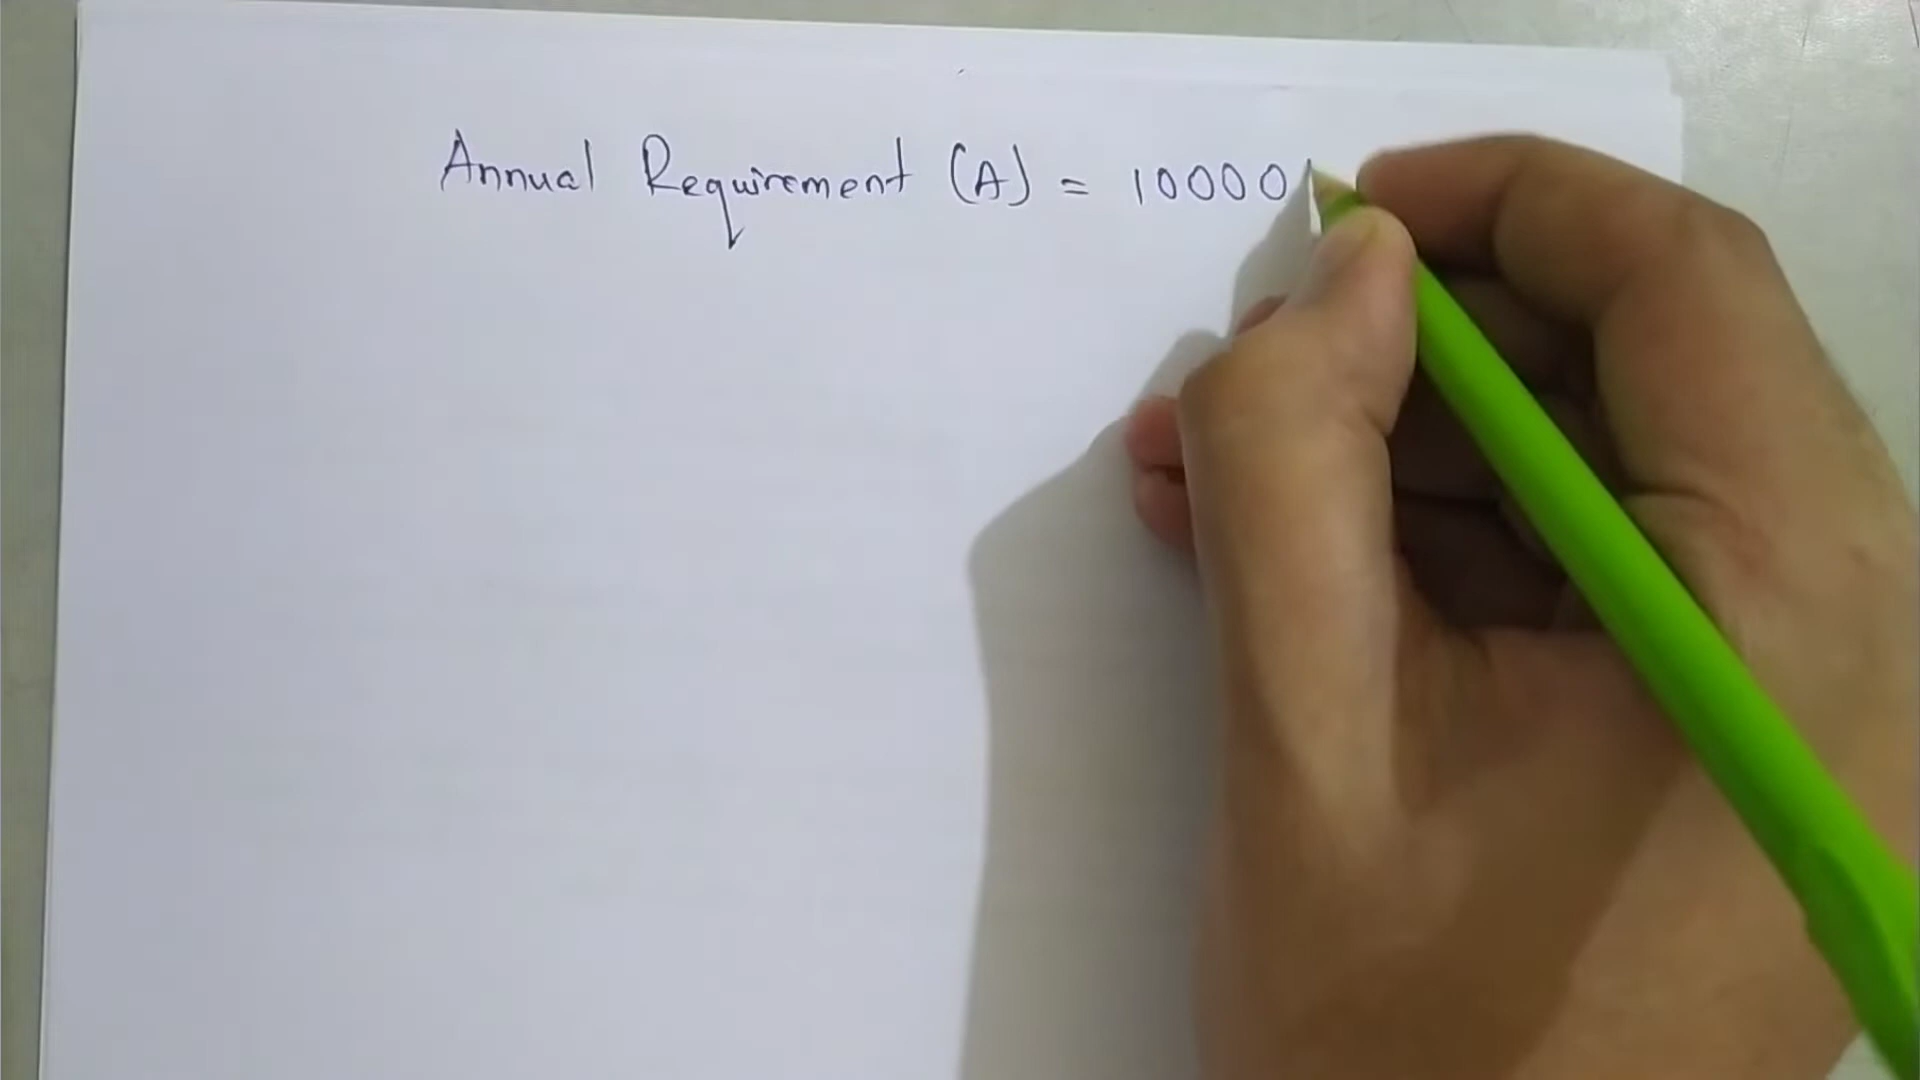 Annual Requirement (A) = 10000